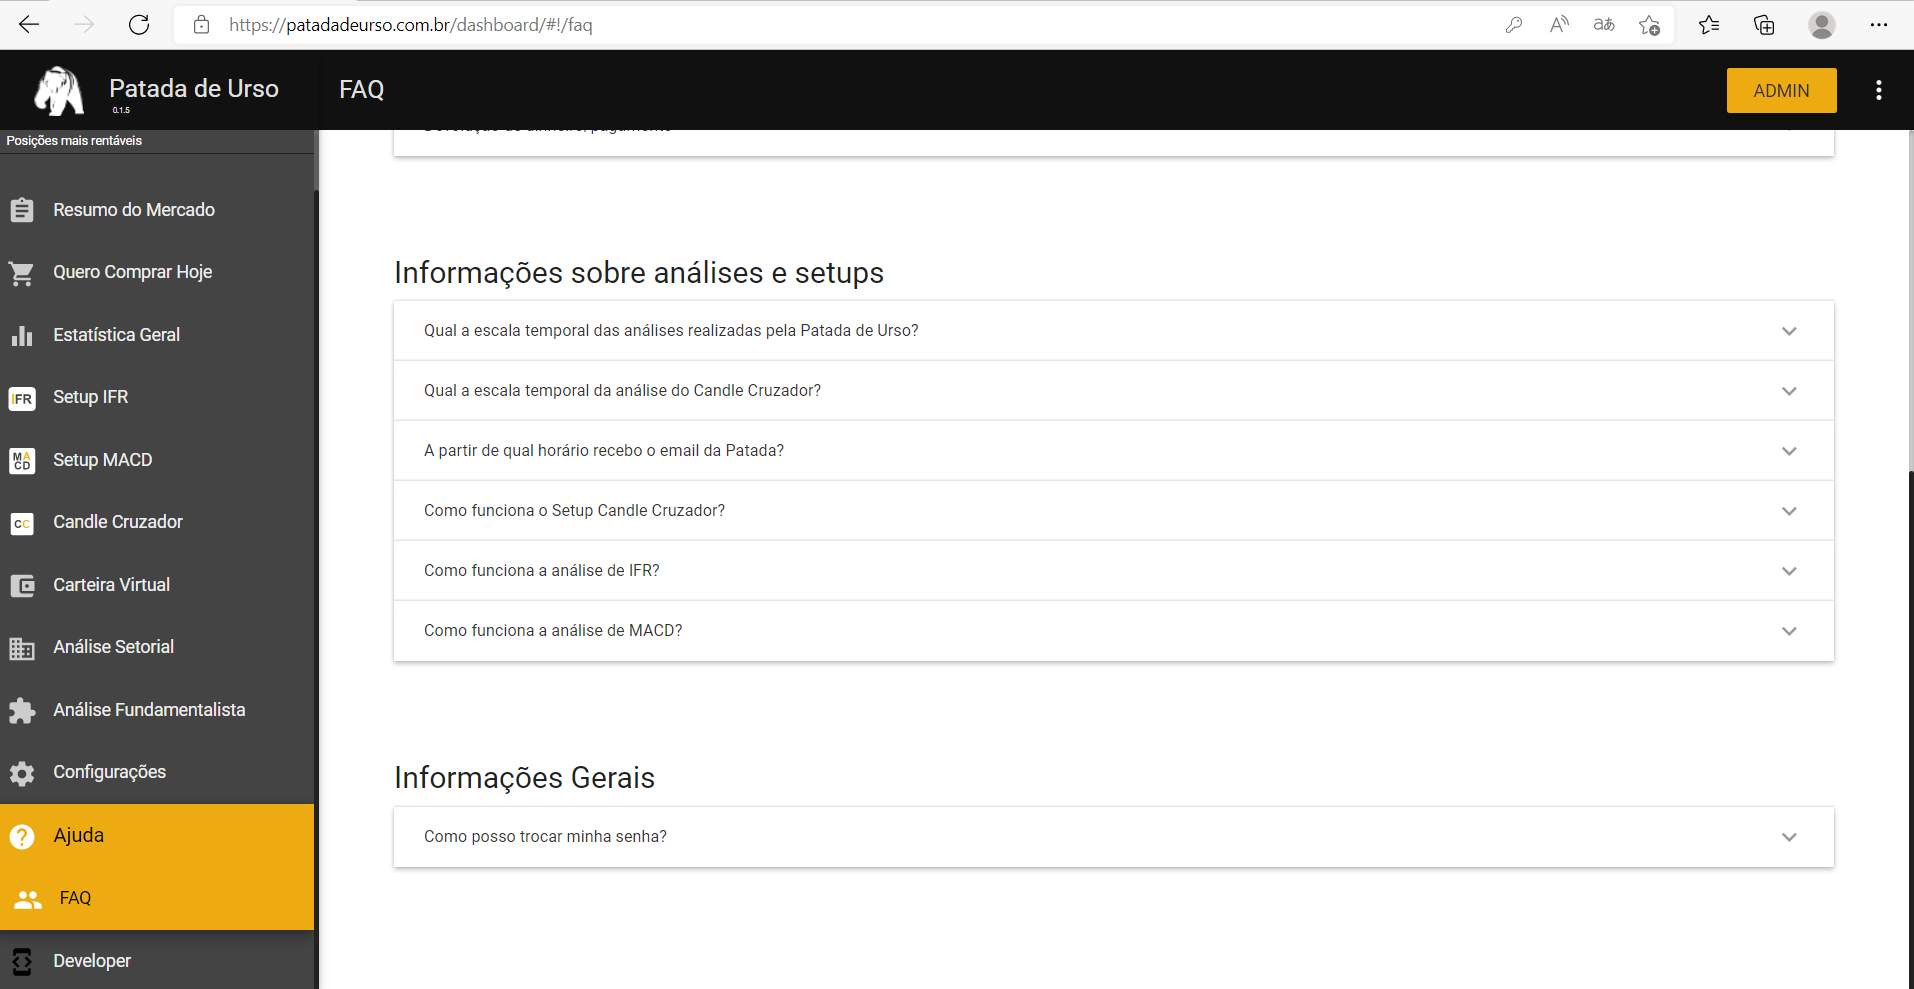 https://patadadeurso.com.br/dashboard/#!/faq
Patada de Urso
0.1.5
FAQ
ADMIN
Posições mais rentáveis
Resumo do Mercado
Quero Comprar Hoje
Estatística Geral
IFR
Setup IFR
MA
CD
Setup MACD
CC
Candle Cruzador
Carteira Virtual
Análise Setorial
Análise Fundamentalista
Configurações
Ajuda
FAQ
Developer
Informações sobre análises e setups
Qual a escala temporal das análises realizadas pela Patada de Urso?
Qual a escala temporal da análise do Candle Cruzador?
A partir de qual horário recebo o email da Patada?
Como funciona o Setup Candle Cruzador?
Como funciona a análise de IFR?
Como funciona a análise de MACD?
Informações Gerais
Como posso trocar minha senha?